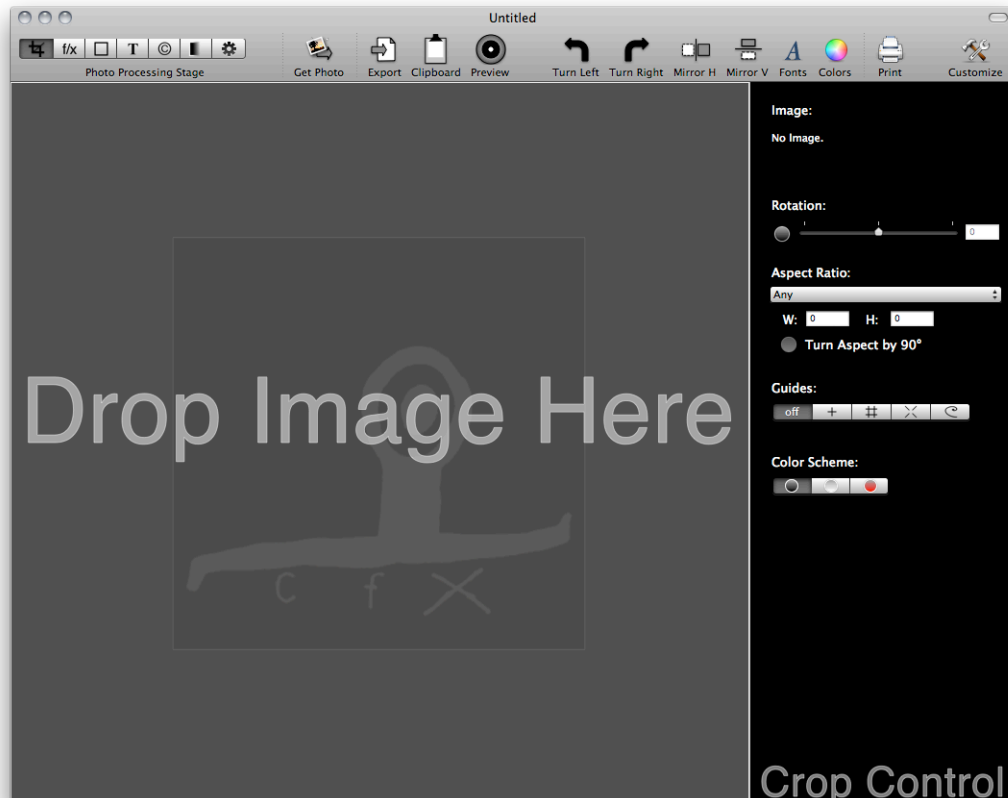 Untitled
f/x T ©
Photo Processing Stage Get Photo Export Clipboard Preview Turn Left Turn Right Mirror H Mirror V A Fonts Colors Print Customize
Image:
No Image.
Rotation:
0
Aspect Ratio:
Any
W: 0 H: 0
Turn Aspect by 90°
Guides:
off
Color Scheme:
Drop Image Here
c f X
Crop Control